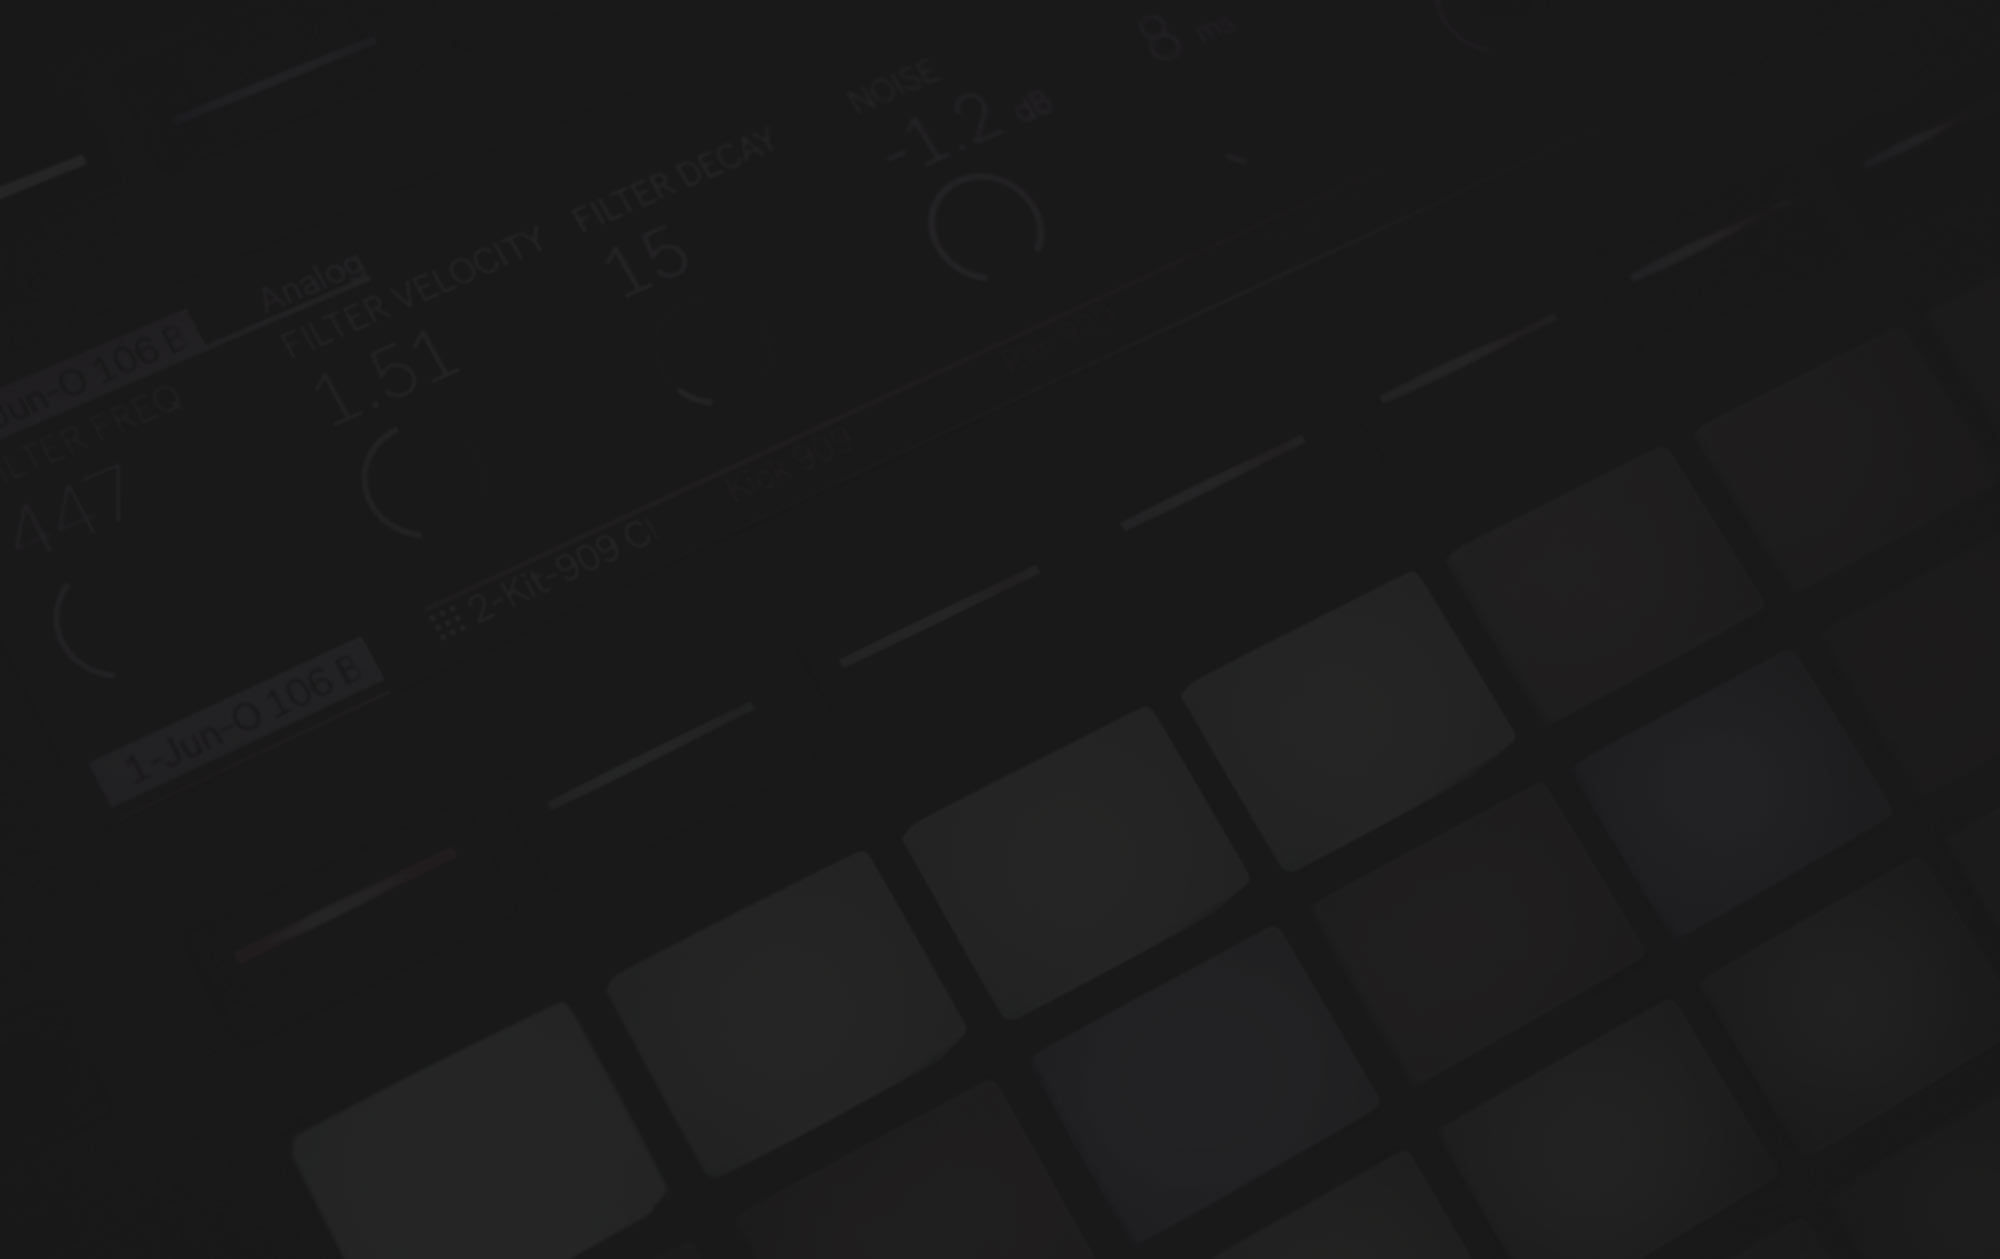 8 ms
NOISE
-1.2 dB
FILTER DECAY
15
Analog
FILTER VELOCITY
1.51
Jun-O 106 B
FILTER FREQ
447
2-Kit-909 Cl
Kick 909
1-Jun-O 106 B